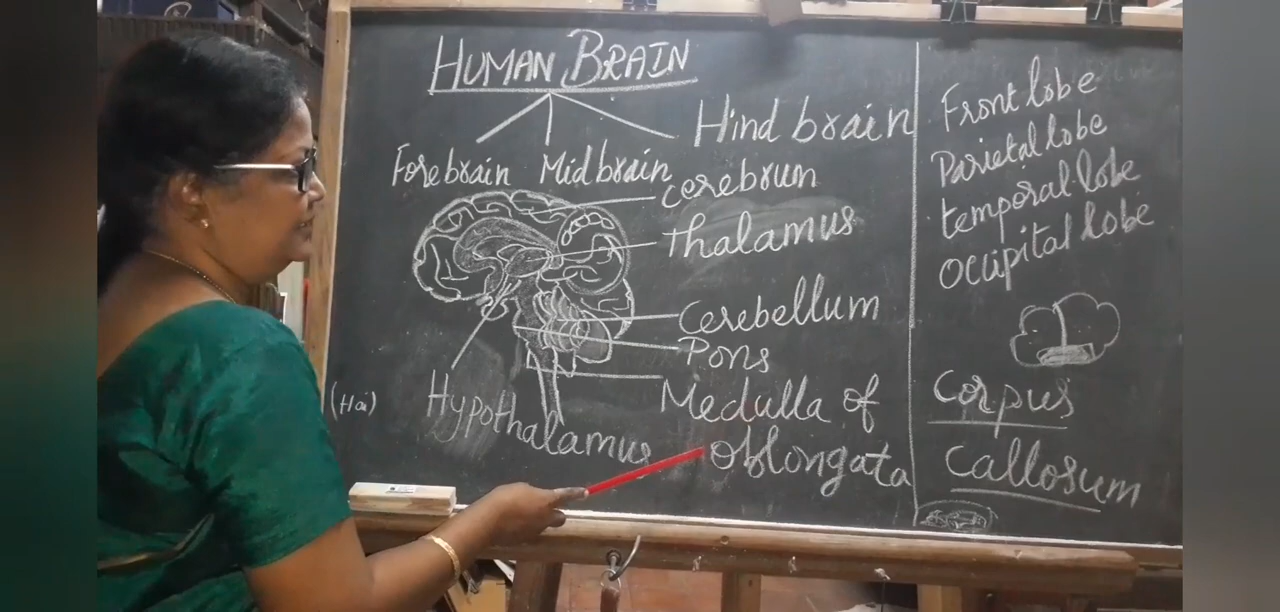 HUMAN BRAIN
Forebrain Midbrain Hind brain
cerebrum
Thalamus
Cerebellum
Pons
Medulla of
oblongata
Hypothalamus
(Hai)
Front lobe
Parietal lobe
temporal lobe
Occipital lobe
Corpus
Callosum